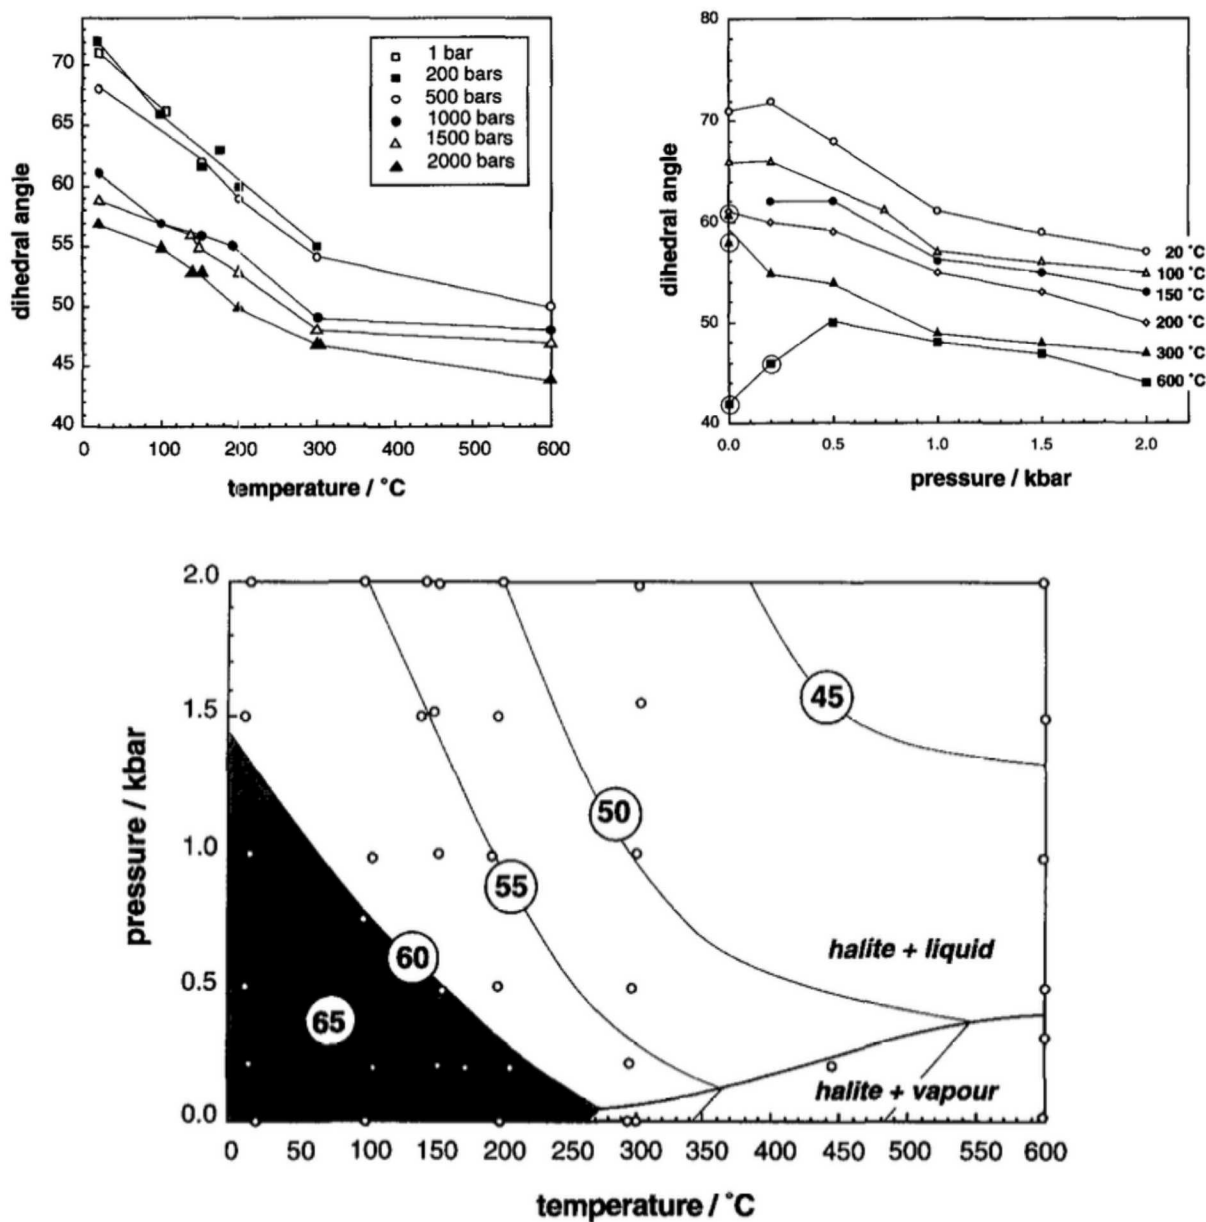 dihedral angle
70
65
60
55
50
45
40
0 100 200 300 400 500 600
temperature / °C
1 bar
200 bars
500 bars
1000 bars
1500 bars
2000 bars
dihedral angle
80
70
60
50
40
0.0 0.5 1.0 1.5 2.0
pressure / kbar
20 °C
100 °C
150 °C
200 °C
300 °C
600 °C
pressure / kbar
2.0
1.5
1.0
0.5
0.0
45
50
55
60
65
halite + liquid
halite + vapour
0 50 100 150 200 250 300 350 400 450 500 550 600
temperature / °C